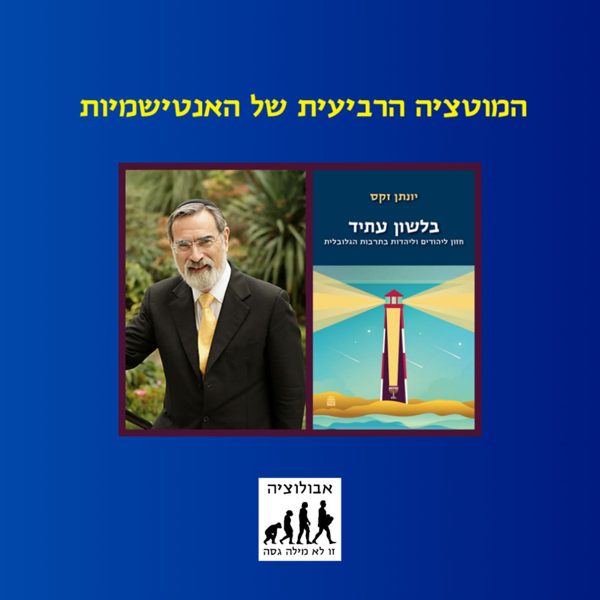 המוטציה הרביעית של האנטישמיות
יונתן זקס
בלשון עתיד
חזון ליהודים וליהדות בתרבות הגלובלית
אבולוציה
זו לא מילה גסה